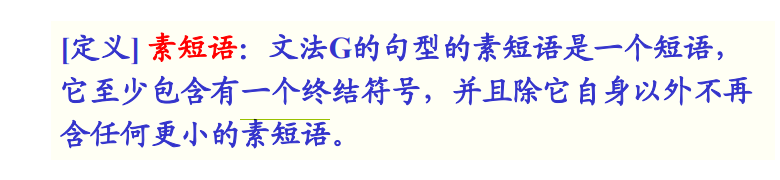 [定义] 素短语：文法G的句型的素短语是一个短语，
它至少包含有一个终结符号，并且除它自身以外不再
含任何更小的素短语。